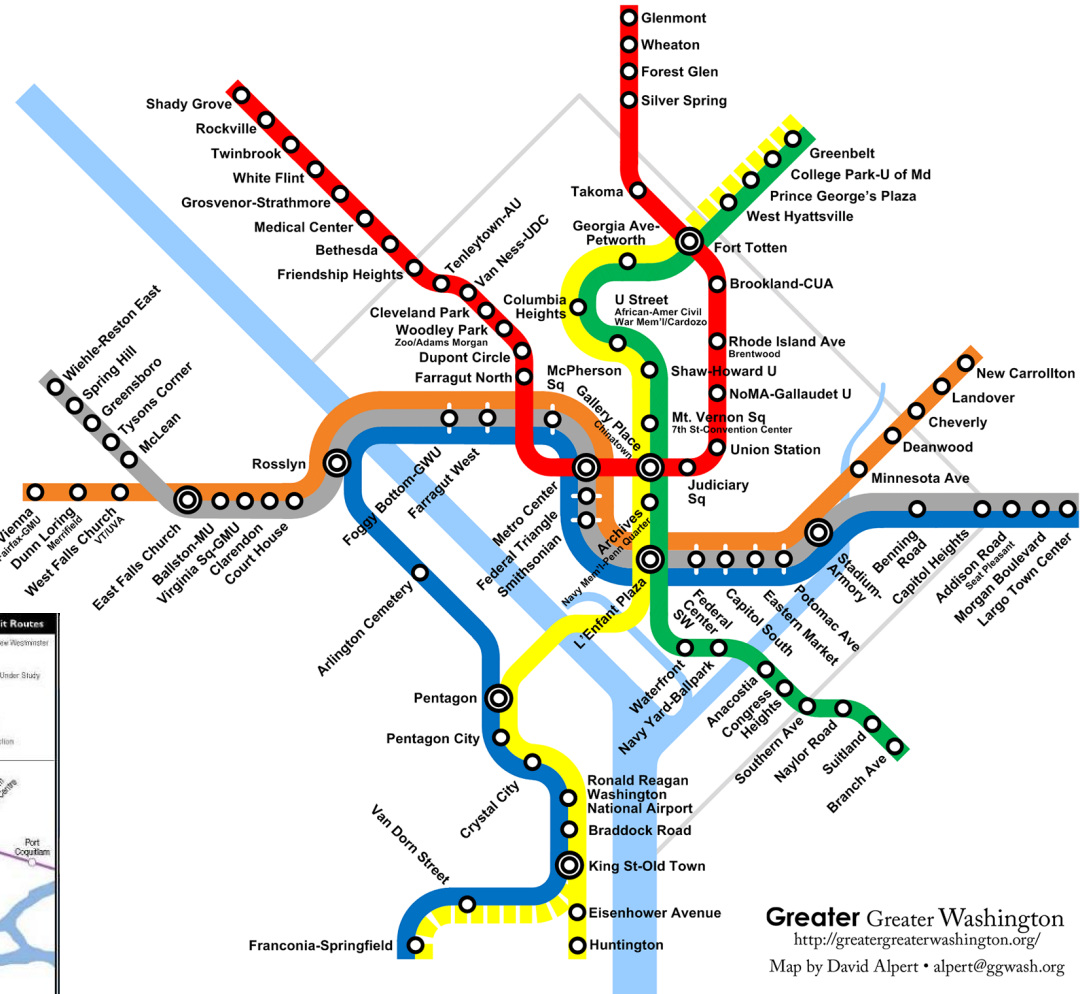 Glenmont
Wheaton
Forest Glen
Silver Spring
Takoma
Shady Grove
Rockville
Twinbrook
White Flint
Grosvenor-Strathmore
Medical Center
Bethesda
Friendship Heights
Tenleytown-AU
Van Ness-UDC
Cleveland Park
Woodley Park
Zoo/Adams Morgan
Dupont Circle
Farragut North
Greenbelt
College Park-U of Md
Prince George's Plaza
West Hyattsville
Fort Totten
Georgia Ave-
Petworth
Columbia
Heights
U Street
African-Amer Civil
War Mem'l/Cardozo
Shaw-Howard U
Mt. Vernon Sq
7th St-Convention Center
Brookland-CUA
Rhode Island Ave
Brentwood
NoMA-Gallaudet U
Union Station
Judiciary
Sq
Gallery Place
Chinatown
McPherson
Sq
Wiehle-Reston East
Spring Hill
Greensboro
Tysons Corner
McLean
Rosslyn
Vienna
Fairfax-GMU
Dunn Loring
Merrifield
West Falls Church
VT/UVA
East Falls Church
Ballston-MU
Virginia Sq-GMU
Clarendon
Court House
Foggy Bottom-GWU
Farragut West
Metro Center
Federal Triangle
Smithsonian
Archives
Navy Mem'l-Penn Quarter
L'Enfant Plaza
Federal
Center
SW
Capitol South
Eastern Market
Potomac Ave
Stadium-
Armory
New Carrollton
Landover
Cheverly
Deanwood
Minnesota Ave
Benning
Road
Capitol Heights
Addison Road
Seat Pleasant
Morgan Boulevard
Largo Town Center
Waterfront
Navy Yard-Ballpark
Anacostia
Congress
Heights
Southern Ave
Naylor Road
Suitland
Branch Ave
Arlington Cemetery
Pentagon
Pentagon City
Crystal City
Ronald Reagan
Washington
National Airport
Braddock Road
King St-Old Town
Van Dorn Street
Franconia-Springfield
Eisenhower Avenue
Huntington
it Routes
Westminster
Under Study
Centre
Port
Coquitlam
Greater Greater Washington
http://greatergreaterwashington.org/
Map by David Alpert • alpert@ggwash.org